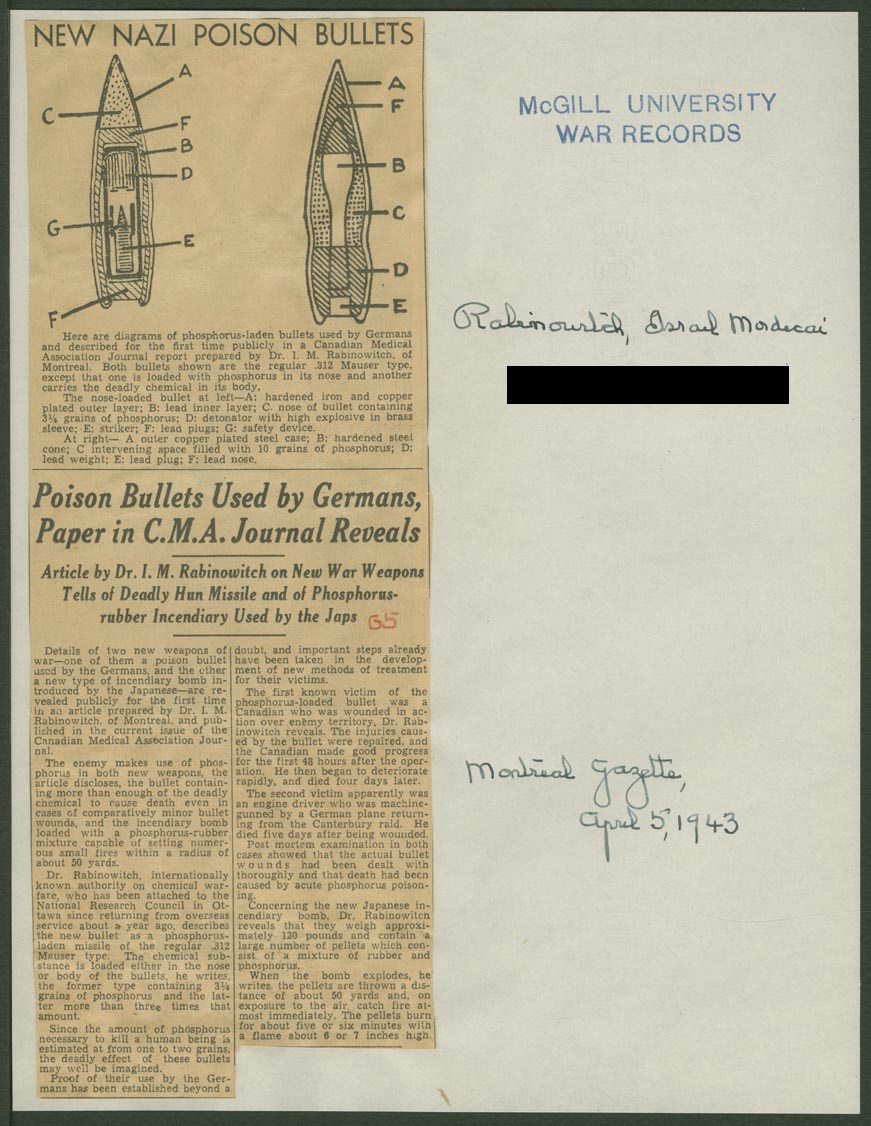 NEW NAZI POISON BULLETS
A
C
F
B
D
G
E
F
A
F
B
C
D
E
Here are diagrams of phosphorus-laden bullets used by Germans
and described for the first time publicly in a Canadian Medical
Association Journal report prepared by Dr. I. M. Rabinowitch, of
Montreal. Both bullets shown are the regular .312 Mauser type,
except that one is loaded with phosphorus in its nose and another
carries the deadly chemical in its body.
The nose-loaded bullet at left—A: hardened iron and copper
plated outer layer; B: lead inner layer; C. nose of bullet containing
3¼ grains of phosphorus; D: detonator with high explosive in brass
sleeve; E: striker; F: lead plugs; G: safety device.
At right— A outer copper plated steel case; B: hardened steel
cone; C intervening space filled with 10 grains of phosphorus; D:
lead weight; E: lead plug; F: lead nose.
Poison Bullets Used by Germans,
Paper in C.M.A. Journal Reveals
Article by Dr. I. M. Rabinowitch on New War Weapons
Tells of Deadly Hun Missile and of Phosphorus-
rubber Incendiary Used by the Japs
G5
Details of two new weapons of
war—one of them a poison bullet
used by the Germans, and the other
a new type of incendiary bomb in-
troduced by the Japanese—are re-
vealed publicly for the first time
in an article prepared by Dr. I. M.
Rabinowitch, of Montreal, and pub-
lished in the current issue of the
Canadian Medical Association Jour-
nal.
The enemy makes use of phos-
phorus in both new weapons, the
article discloses, the bullet contain-
ing more than enough of the deadly
chemical to cause death even in
cases of comparatively minor bullet
wounds, and the incendiary bomb
loaded with a phosphorus-rubber
mixture capable of setting numer-
ous small fires within a radius of
about 50 yards.
Dr. Rabinowitch, internationally
known authority on chemical war-
fare, who has been attached to the
National Research Council in Ot-
tawa since returning from overseas
service about a year ago, describes
the new bullet as a phosphorus-
laden missile of the regular .312
Mauser type. The chemical sub-
stance is loaded either in the nose
or body of the bullets, he writes,
the former type containing 3¼
grains of phosphorus and the lat-
ter more than three times that
amount.
Since the amount of phosphorus
necessary to kill a human being is
estimated at from one to two grains,
the deadly effect of these bullets
may well be imagined.
Proof of their use by the Ger-
mans has been established beyond a
doubt, and important steps already
have been taken in the develop-
ment of new methods of treatment
for their victims.
The first known victim of the
phosphorus-loaded bullet was a
Canadian who was wounded in ac-
tion over enemy territory, Dr. Rab-
inowitch reveals. The injuries caus-
ed by the bullet were repaired, and
the Canadian made good progress
for the first 48 hours after the oper-
ation. He then began to deteriorate
rapidly, and died four days later.
The second victim apparently was
an engine driver who was machine-
gunned by a German plane return-
ing from the Canterbury raid. He
died five days after being wounded.
Post mortem examination in both
cases showed that the actual bullet
wounds had been dealt with
thoroughly and that death had been
caused by acute phosphorus poison-
ing.
Concerning the new Japanese in-
cendiary bomb, Dr. Rabinowitch
reveals that they weigh approxi-
mately 120 pounds and contain a
large number of pellets which con-
sist of a mixture of rubber and
phosphorus.
When the bomb explodes, he
writes, the pellets are thrown a dis-
tance of about 50 yards and, on
exposure to the air, catch fire al-
most immediately. The pellets burn
for about five or six minutes with
a flame about 6 or 7 inches high.
McGILL UNIVERSITY
WAR RECORDS
Rabinowitch, Israel Mordecai
Montreal Gazette,
April 5, 1943